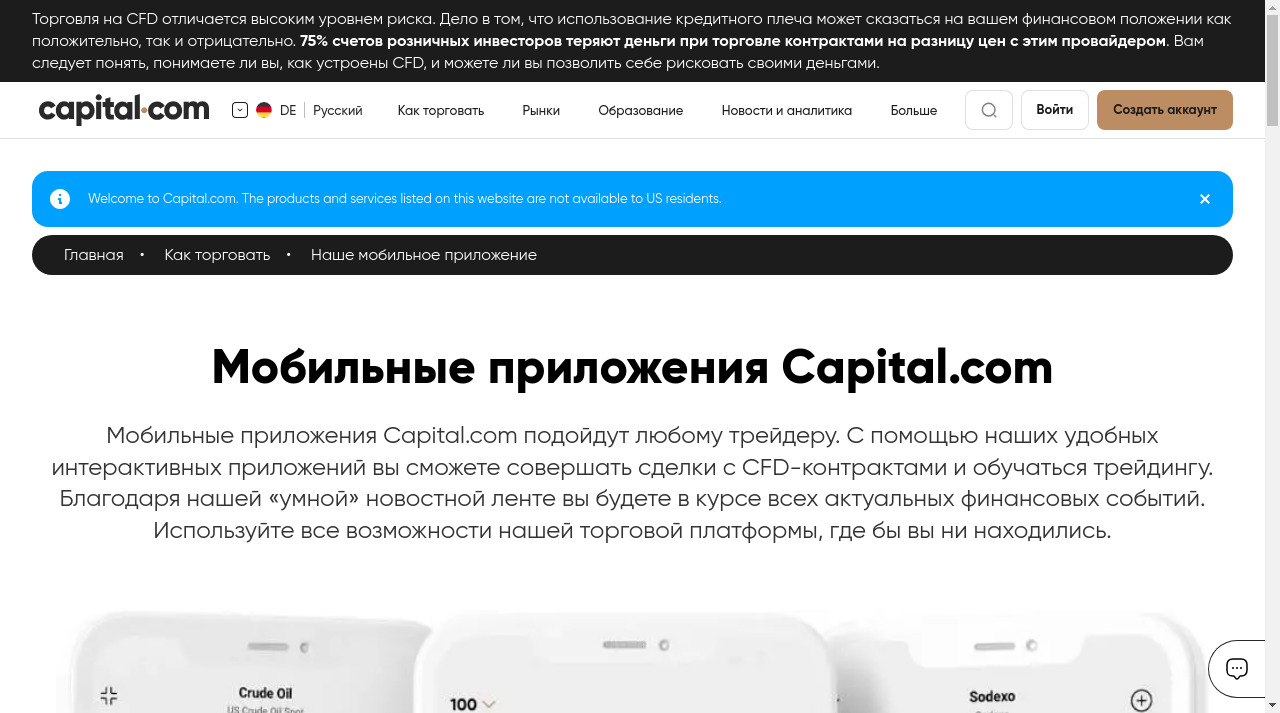 Торговля на CFD отличается высоким уровнем риска. Дело в том, что использование кредитного плеча может сказаться на вашем финансовом положении как
положительно, так и отрицательно. 75% счетов розничных инвесторов теряют деньги при торговле контрактами на разницу цен с этим провайдером. Вам
следует понять, понимаете ли вы, как устроены CFD, и можете ли вы позволить себе рисковать своими деньгами.
capital.com DE Русский Как торговать Рынки Образование Новости и аналитика Больше Войти Создать аккаунт
Welcome to Capital.com. The products and services listed on this website are not available to US residents.
Главная • Как торговать • Наше мобильное приложение
Мобильные приложения Capital.com
Мобильные приложения Capital.com подойдут любому трейдеру. С помощью наших удобных
интерактивных приложений вы сможете совершать сделки с CFD-контрактами и обучаться трейдингу.
Благодаря нашей «умной» новостной ленте вы будете в курсе всех актуальных финансовых событий.
Используйте все возможности нашей торговой платформы, где бы вы ни находились.
Crude Oil
US Crude Oil Spot
100
Sodexo